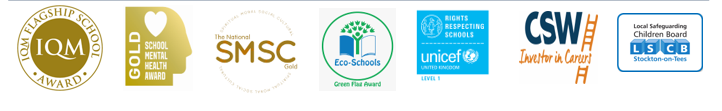 IQM FLAGSHIP SCHOOL
IQM
AWARD
GOLD
SCHOOL
MENTAL
HEALTH
AWARD
The National
SMSC
Gold
Eco-Schools
Green Flag Award
RIGHTS
RESPECTING
SCHOOLS
unicef
UNITED KINGDOM
LEVEL 1
CSW
Investor in Careers
Local Safeguarding
Children Board
LSCB
Stockton-on-Tees